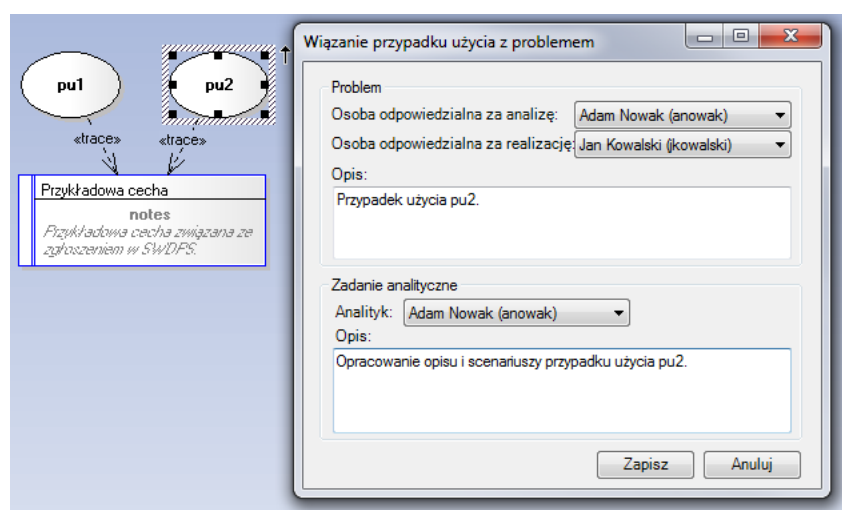 pu1
pu2
«trace»
«trace»
Przykładowa cecha
notes
Przykładowa cecha związana ze
zgłoszeniem w SWDPS.
Wiązanie przypadku użycia z problemem
Problem
Osoba odpowiedzialna za analizę: Adam Nowak (anowak)
Osoba odpowiedzialna za realizację: Jan Kowalski (jkowalski)
Opis:
Przypadek użycia pu2.
Zadanie analityczne
Analityk: Adam Nowak (anowak)
Opis:
Opracowanie opisu i scenariuszy przypadku użycia pu2.
Zapisz Anuluj